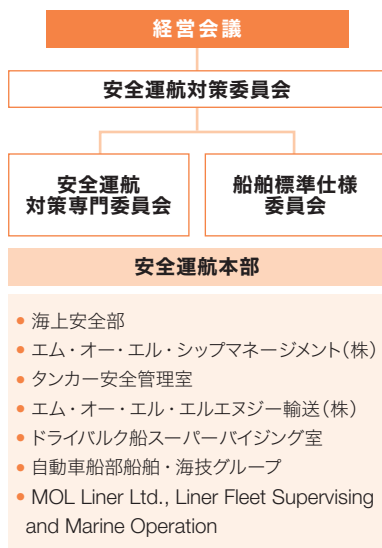 経営会議
安全運航対策委員会
安全運航
対策専門委員会
船舶標準仕様
委員会
安全運航本部
• 海上安全部
• エム・オー・エル・シップマネージメント(株)
• タンカー安全管理室
• エム・オー・エル・エルエヌジー輸送(株)
• ドライバルク船スーパーバイジング室
• 自動車船部船舶・海技グループ
• MOL Liner Ltd., Liner Fleet Supervising
and Marine Operation